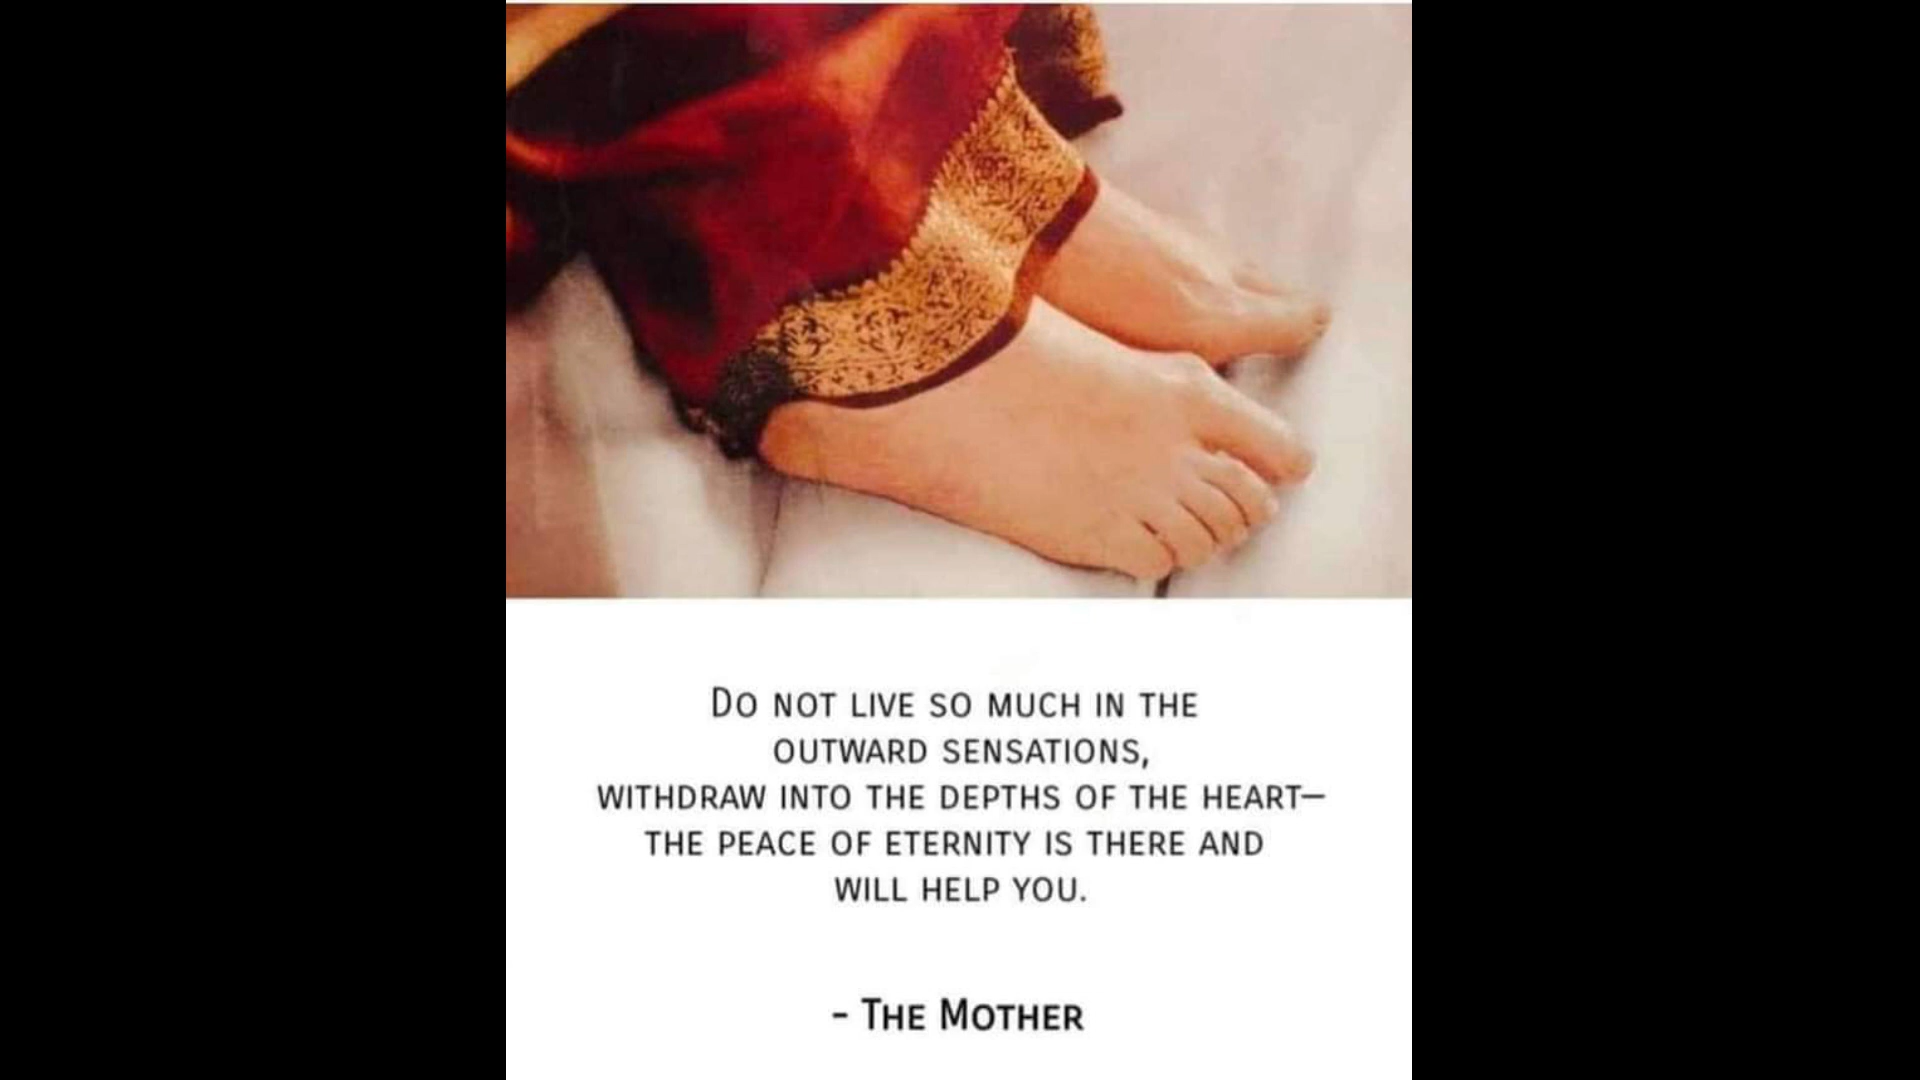 Do not live so much in the
outward sensations,
withdraw into the depths of the heart—
the peace of eternity is there and
will help you.
- The Mother